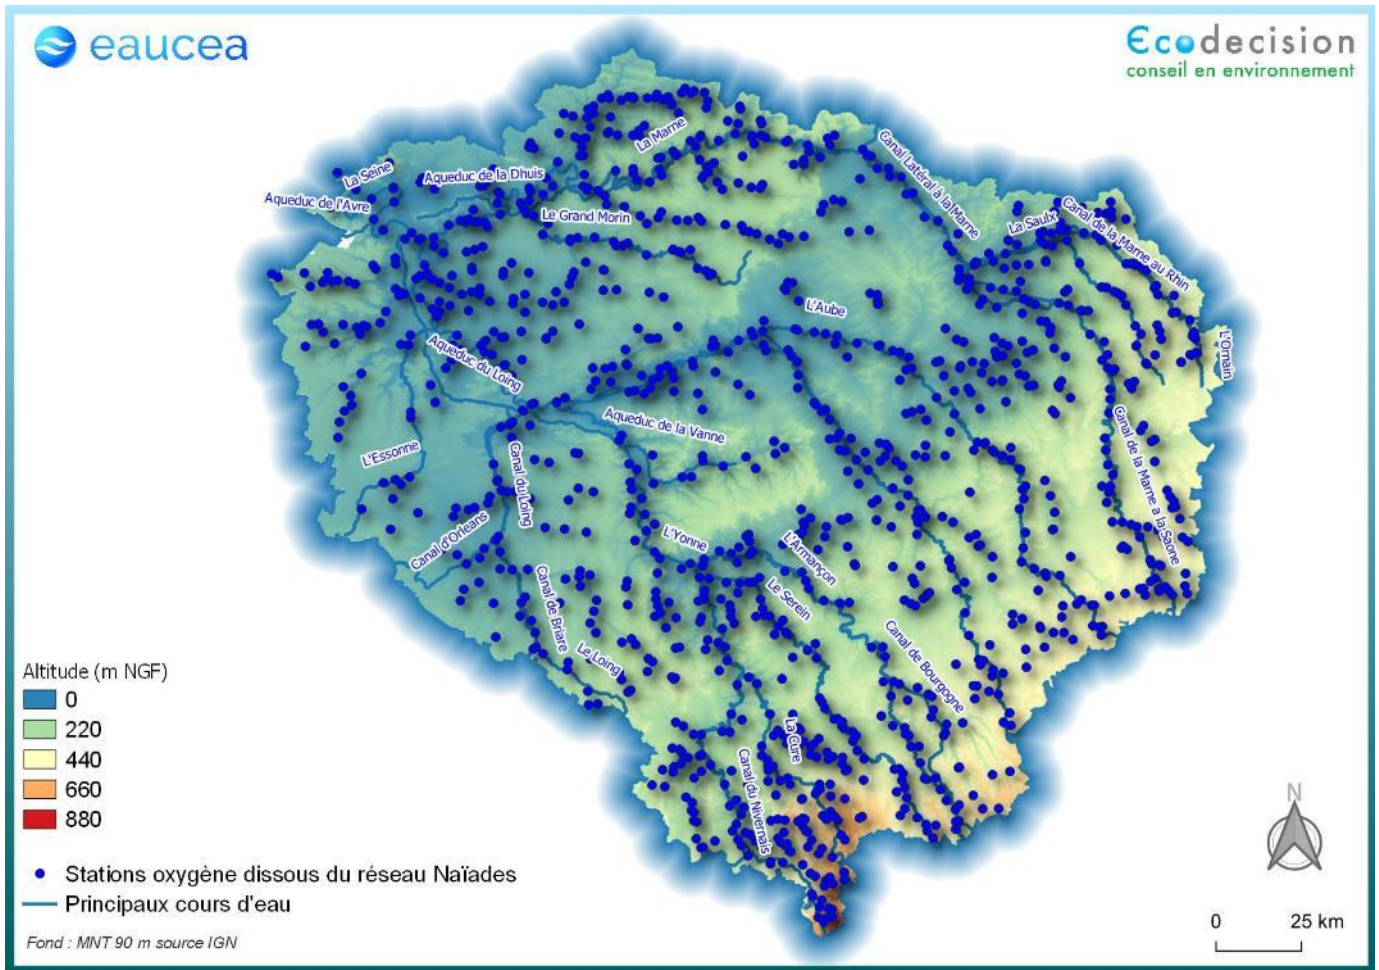 eaucea
Ecodecision
conseil en environnement
La Marne
Canal Latéral à la Marne
La Seine
Aqueduc de la Dhuis
Aqueduc de l'Avre
Le Grand Morin
La Saulx
Canal de la Marne au Rhin
L'Aube
L'Ornain
Aqueduc du Loing
Aqueduc de la Vanne
L'Essonne
Canal du Loing
Canal de la Marne a la Saone
Canal d'Orleans
L'Yonne
L'Armançon
Le Serein
Canal de Briare
Le Loing
Canal de Bourgogne
La Cure
Canal du Nivernais
Altitude (m NGF)
0
220
440
660
880
Stations oxygène dissous du réseau Naïades
Principaux cours d'eau
Fond : MNT 90 m source IGN
N
0 25 km